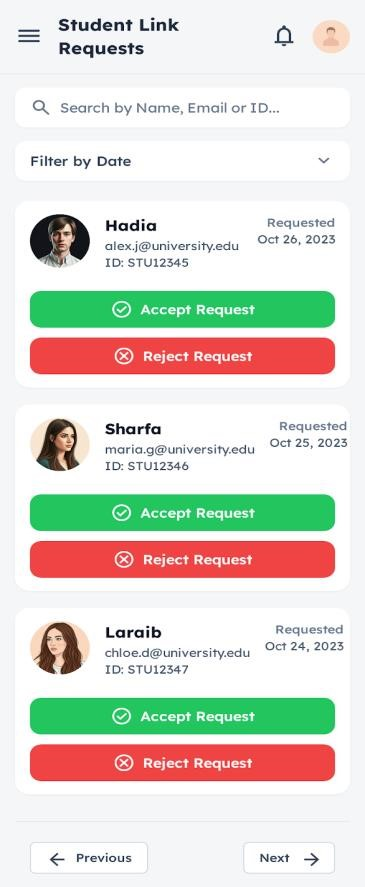 Student Link
Requests
Search by Name, Email or ID...
Filter by Date
Hadia
Requested
alex.j@university.edu
Oct 26, 2023
ID: STU12345
Accept Request
Reject Request
Sharfa
Requested
maria.g@university.edu
Oct 25, 2023
ID: STU12346
Accept Request
Reject Request
Laraib
Requested
chloe.d@university.edu
Oct 24, 2023
ID: STU12347
Accept Request
Reject Request
Previous
Next